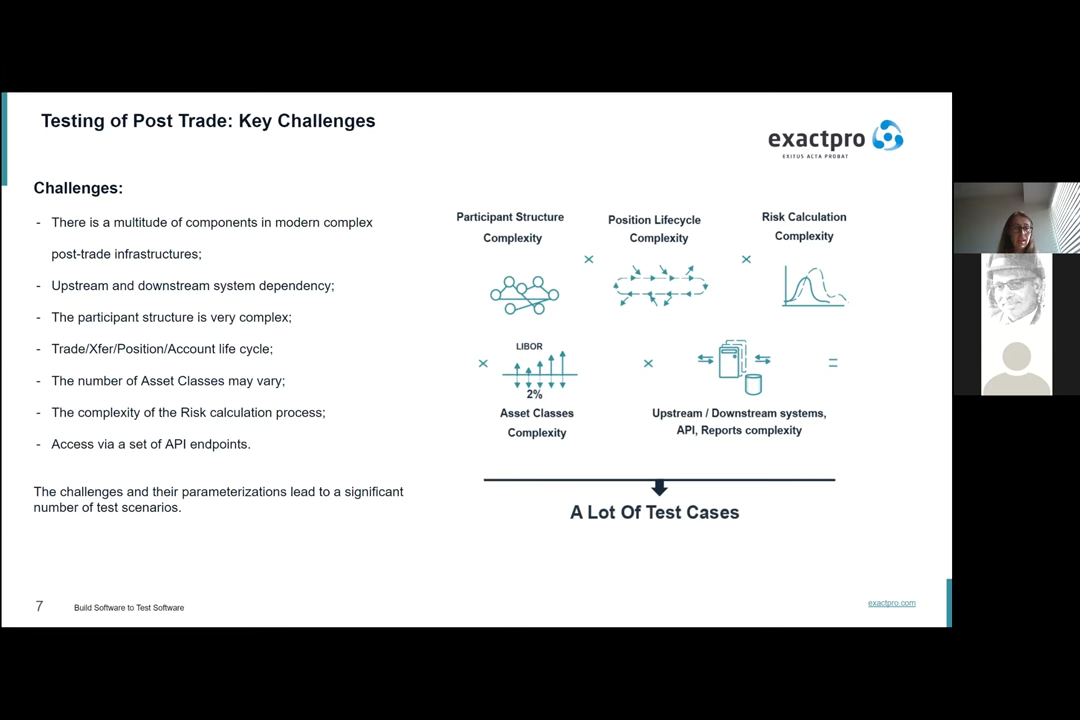 Testing of Post Trade: Key Challenges
exactpro
EXITUS ACTA PROBAT
Challenges:
- There is a multitude of components in modern complex
post-trade infrastructures;
- Upstream and downstream system dependency;
- The participant structure is very complex;
- Trade/Xfer/Position/Account life cycle;
- The number of Asset Classes may vary;
- The complexity of the Risk calculation process;
- Access via a set of API endpoints.
The challenges and their parameterizations lead to a significant
number of test scenarios.
Participant Structure
Complexity
×
Position Lifecycle
Complexity
×
Risk Calculation
Complexity
×
LIBOR
2%
Asset Classes
Complexity
×
Upstream / Downstream systems,
API, Reports complexity
=
A Lot Of Test Cases
7
Build Software to Test Software
exactpro.com